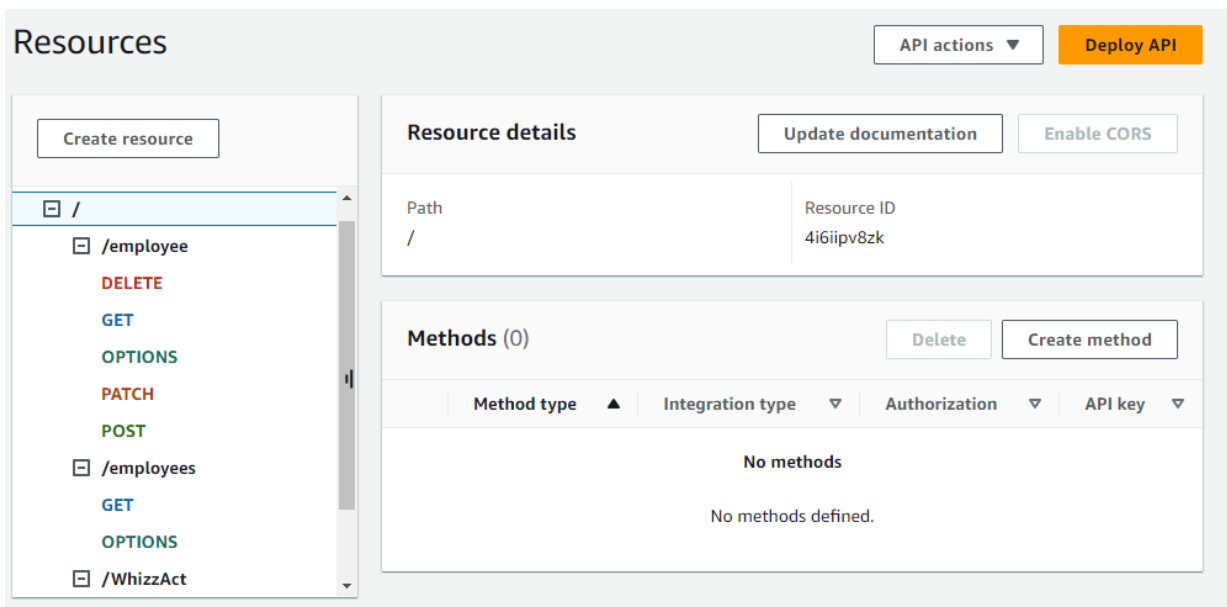 Resources
API actions
Deploy API
Create resource
/
/employee
DELETE
GET
OPTIONS
PATCH
POST
/employees
GET
OPTIONS
/WhizzAct
Resource details
Update documentation
Enable CORS
Path
/
Resource ID
4i6iipv8zk
Methods (0)
Delete
Create method
Method type
Integration type
Authorization
API key
No methods
No methods defined.